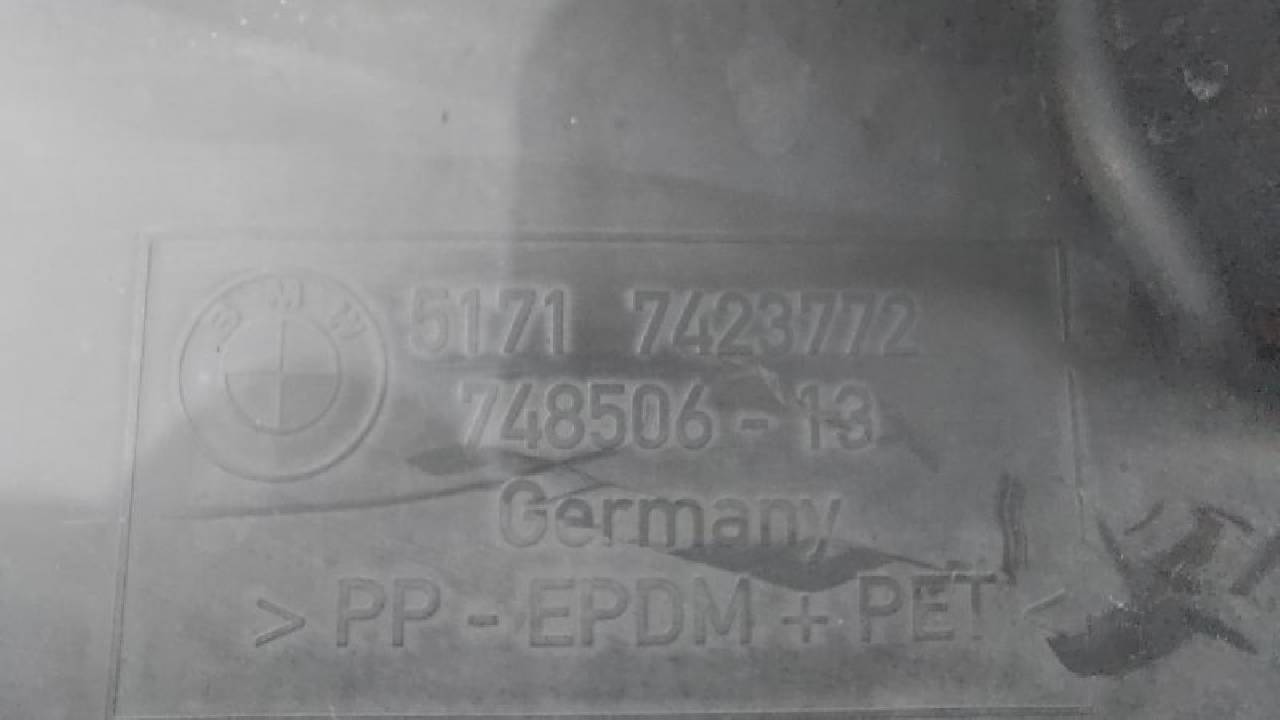 BMW
5171 7423772
748506-13
Germany
> PP - EPDM + PET <